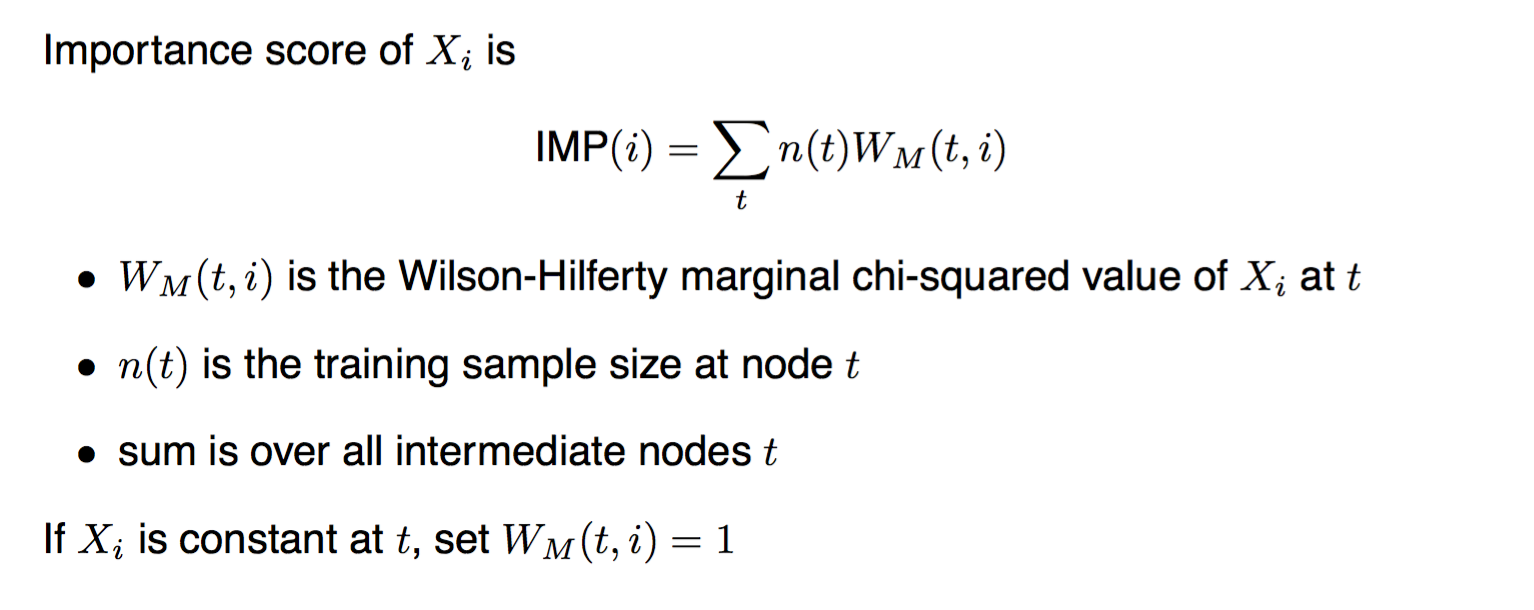 Importance score of $X_i$ is
$$\text{IMP}(i) = \sum_t n(t) W_M(t, i)$$
• $W_M(t, i)$ is the Wilson-Hilferty marginal chi-squared value of $X_i$ at $t$
• $n(t)$ is the training sample size at node $t$
• sum is over all intermediate nodes $t$
If $X_i$ is constant at $t$, set $W_M(t, i) = 1$